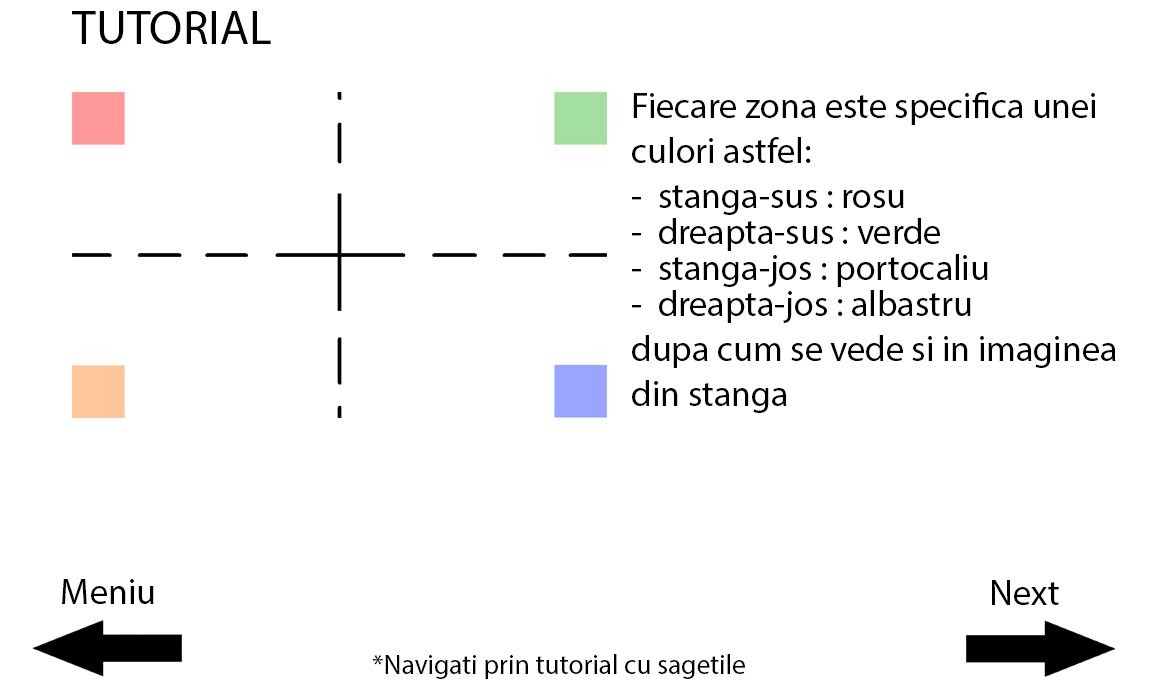 TUTORIAL
Fiecare zona este specifica unei
culori astfel:
- stanga-sus : rosu
- dreapta-sus : verde
- stanga-jos : portocaliu
- dreapta-jos : albastru
dupa cum se vede si in imaginea
din stanga
Meniu
Next
*Navigati prin tutorial cu sagetile